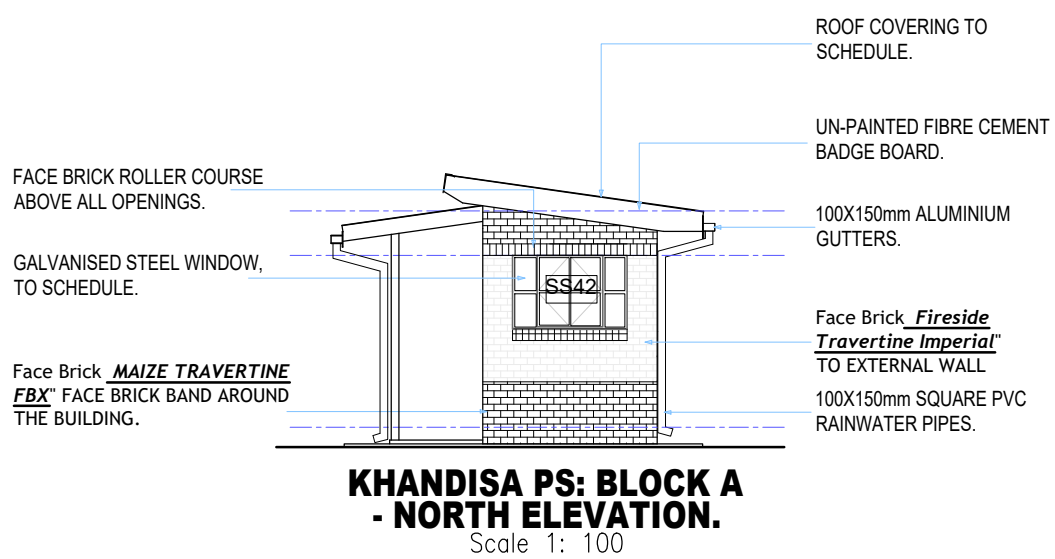 ROOF COVERING TO
SCHEDULE.
UN-PAINTED FIBRE CEMENT
BADGE BOARD.
FACE BRICK ROLLER COURSE
ABOVE ALL OPENINGS.
100X150mm ALUMINIUM
GUTTERS.
GALVANISED STEEL WINDOW,
TO SCHEDULE.
SS42
Face Brick Fireside
Travertine Imperial"
TO EXTERNAL WALL
Face Brick MAIZE TRAVERTINE
FBX" FACE BRICK BAND AROUND
THE BUILDING.
100X150mm SQUARE PVC
RAINWATER PIPES.
KHANDISA PS: BLOCK A
- NORTH ELEVATION.
Scale 1: 100